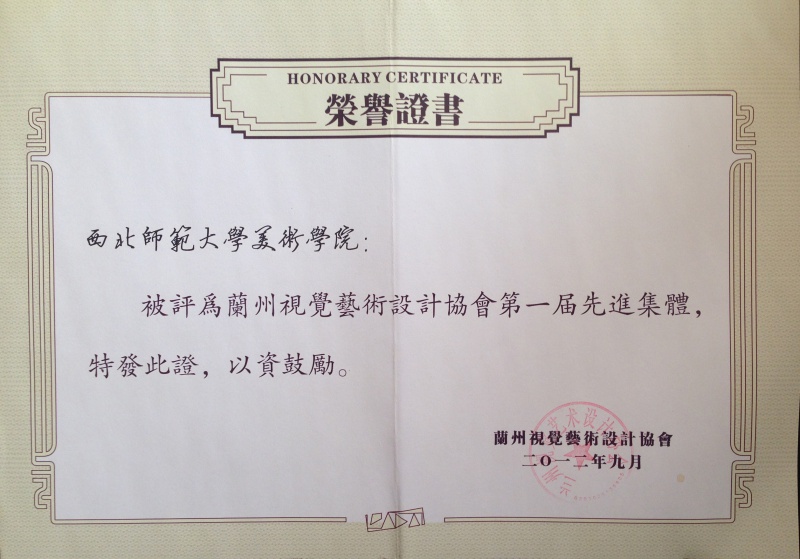 HONORARY CERTIFICATE
榮譽證書
西北師範大學美術學院：
被評爲蘭州視覺藝術設計協會第一届先進集體，
特發此證，以資鼓勵。
蘭州視覺藝術設計協會
二〇一二年九月